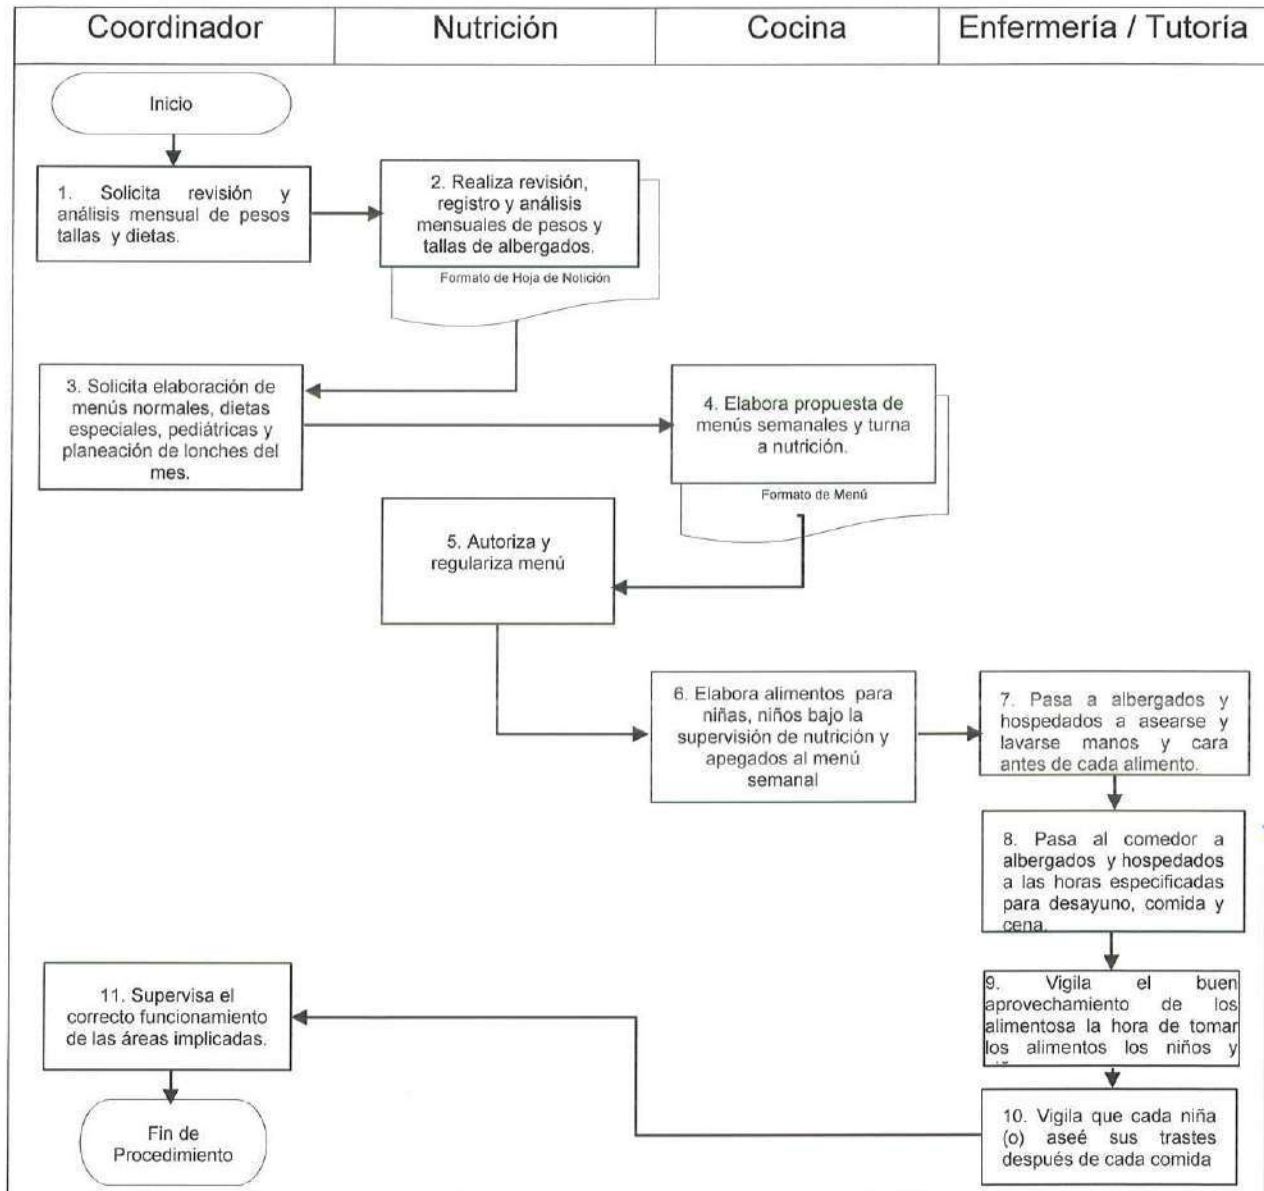 Coordinador
Nutrición
Cocina
Enfermería / Tutoría
Inicio
1. Solicita revisión y
análisis mensual de pesos
tallas y dietas.
2. Realiza revisión,
registro y análisis
mensuales de pesos y
tallas de albergados.
Formato de Hoja de Notición
3. Solicita elaboración de
menús normales, dietas
especiales, pediátricas y
planeación de lonches del
mes.
4. Elabora propuesta de
menús semanales y turna
a nutrición.
Formato de Menú
5. Autoriza y
regulariza menú
6. Elabora alimentos para
niñas, niños bajo la
supervisión de nutrición y
apegados al menú
semanal
7. Pasa a albergados y
hospedados a asearse y
lavarse manos y cara
antes de cada alimento.
8. Pasa al comedor a
albergados y hospedados
a las horas especificadas
para desayuno, comida y
cena.
9. Vigila el buen
aprovechamiento de los
alimentosa la hora de tomar
los alimentos los niños y
10. Vigila que cada niña
(o) aseé sus trastes
después de cada comida
11. Supervisa el
correcto funcionamiento
de las áreas implicadas.
Fin de
Procedimiento